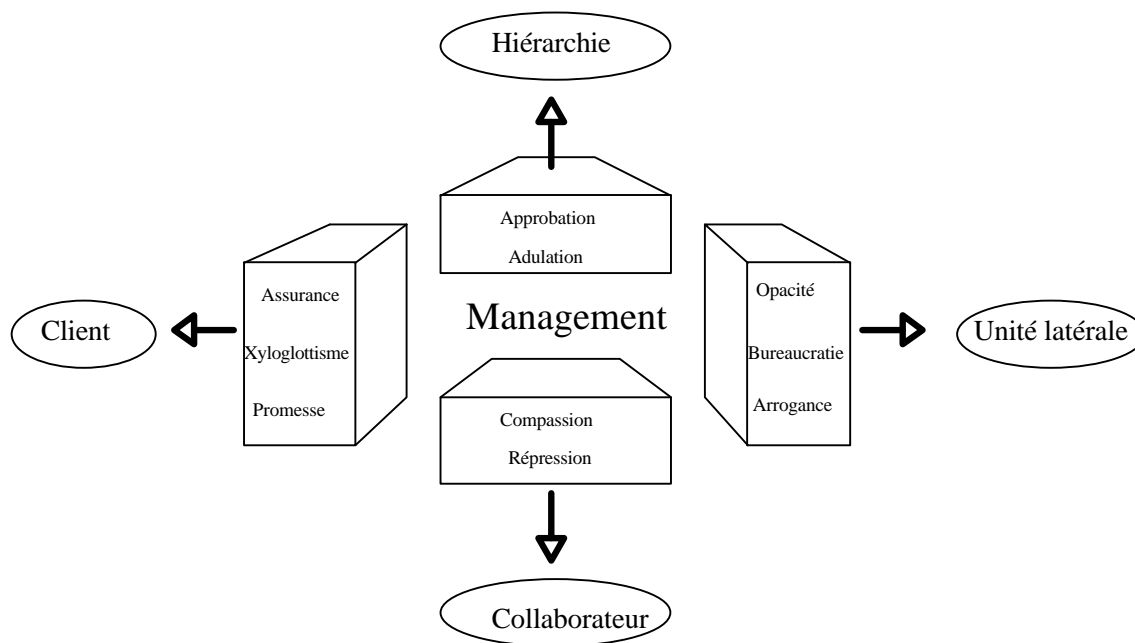 Hiérarchie
Approbation
Adulation
Assurance
Xyloglottisme
Promesse
Client
Management
Opacité
Bureaucratie
Arrogance
Unité latérale
Compassion
Répression
Collaborateur